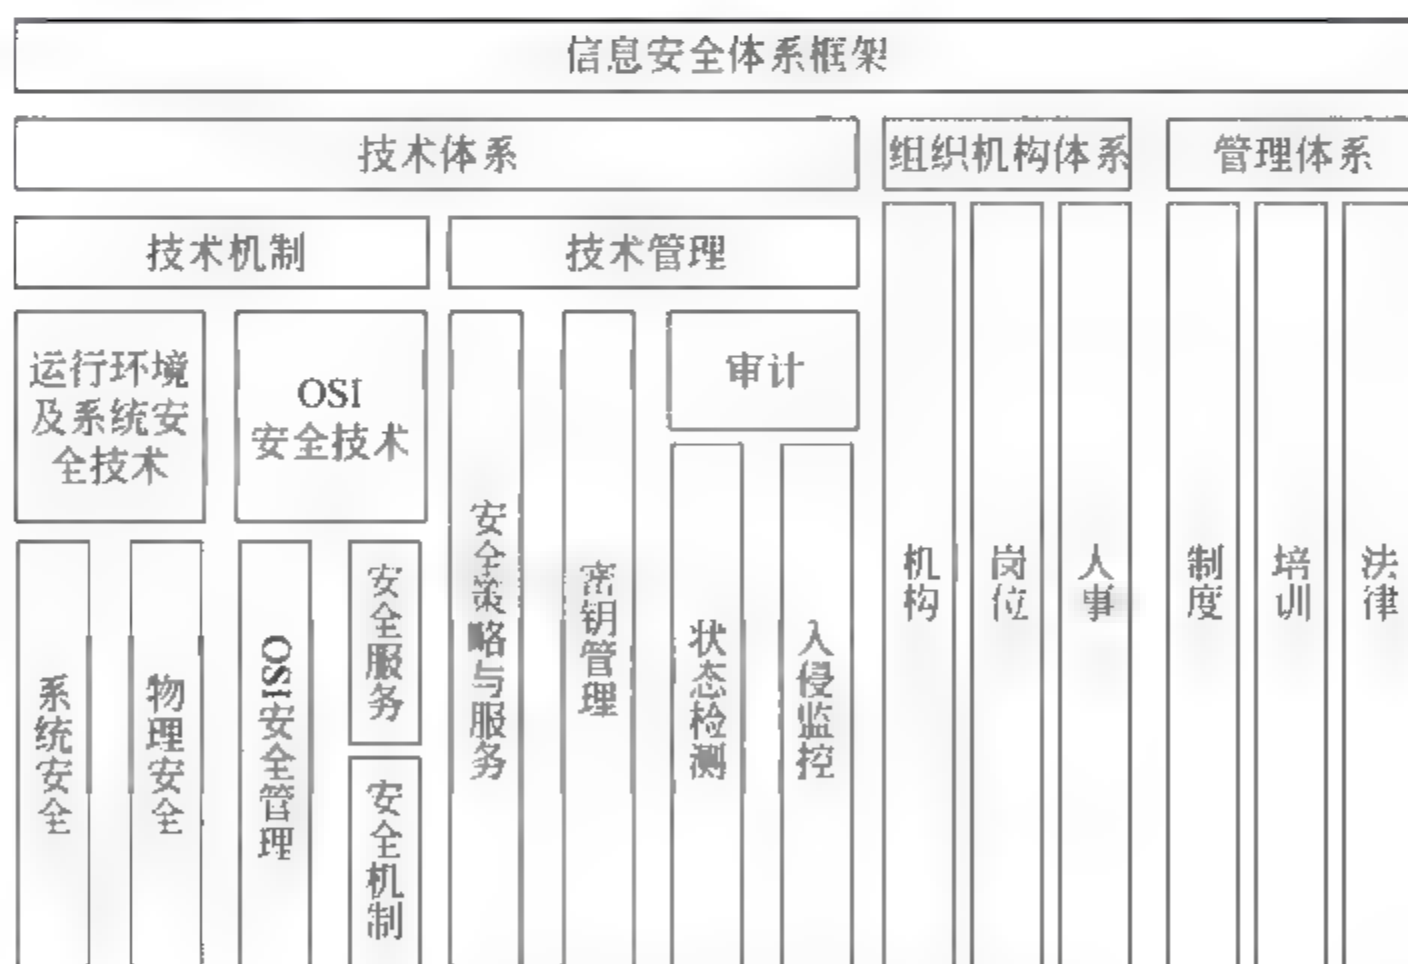 信息安全体系框架
技术体系
组织机构体系
管理体系
技术机制
技术管理
运行环境
及系统安
全技术
OSI
安全技术
审计
系统安全
物理安全
OSI安全管理
安全服务
安全机制
安全策略与服务
密钥管理
状态检测
入侵监控
机构
岗位
人事
制度
培训
法律